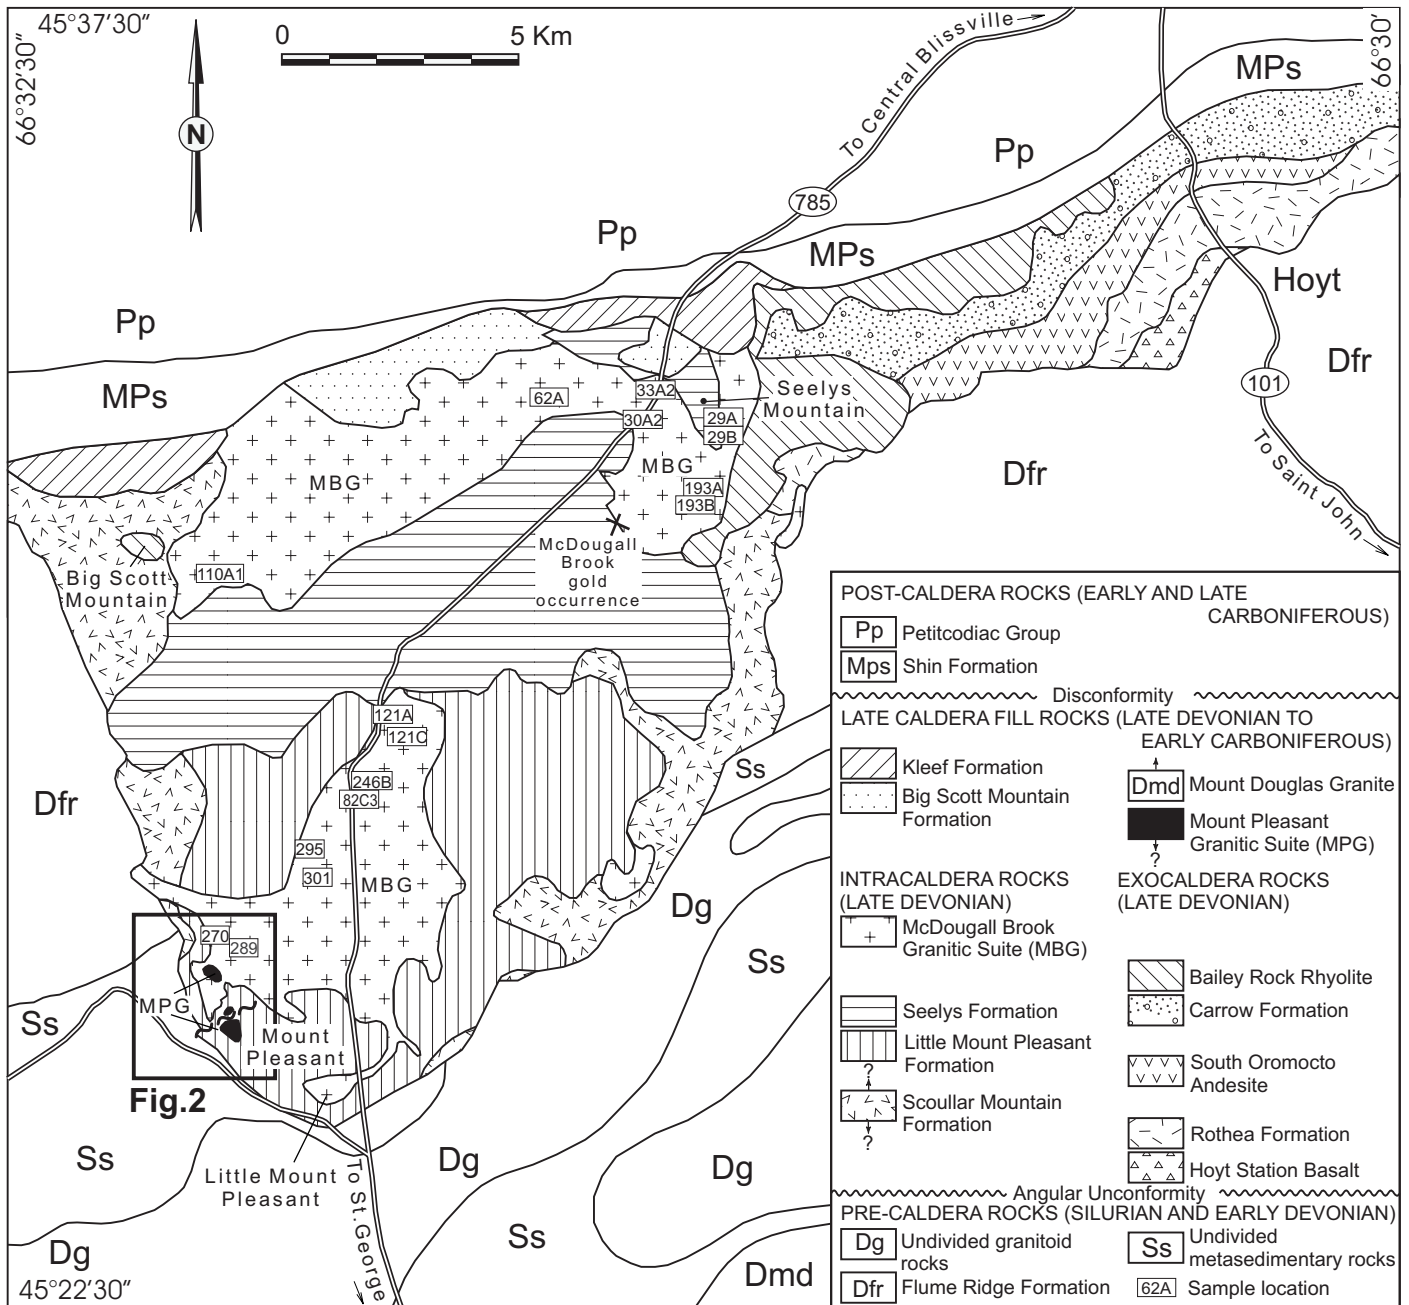 45°37'30"
66°32'30"
0 5 Km
N
To Central Blissville
66°30'
MPs
Pp
785
Pp
MPs
Hoyt
Pp
Dfr
MPs
101
62A
33A2
Seelys
Mountain
30A2
29A
29B
To Saint John
MBG
MBG
193A
193B
Dfr
McDougall
Brook
gold
occurrence
Big Scott
Mountain
110A1
121A
121C
Ss
246B
82C3
Dfr
295
301
MBG
Dg
270
289
Ss
MPG
Ss
Mount
Pleasant
Fig.2
Ss
Little Mount
Pleasant
To St.George
Dg
Dg
Ss
Dg
Dmd
45°22'30"
POST-CALDERA ROCKS (EARLY AND LATE
CARBONIFEROUS)
Pp Petitcodiac Group
Mps Shin Formation
Disconformity
LATE CALDERA FILL ROCKS (LATE DEVONIAN TO
EARLY CARBONIFEROUS)
Kleef Formation
Big Scott Mountain
Formation
Dmd Mount Douglas Granite
Mount Pleasant
Granitic Suite (MPG)
?
INTRACALDERA ROCKS
(LATE DEVONIAN)
McDougall Brook
Granitic Suite (MBG)
Seelys Formation
Little Mount Pleasant
Formation
?
Scoullar Mountain
Formation
?
EXOCALDERA ROCKS
(LATE DEVONIAN)
Bailey Rock Rhyolite
Carrow Formation
South Oromocto
Andesite
Rothea Formation
Hoyt Station Basalt
Angular Unconformity
PRE-CALDERA ROCKS (SILURIAN AND EARLY DEVONIAN)
Dg Undivided granitoid
rocks
Dfr Flume Ridge Formation
Ss Undivided
metasedimentary rocks
62A Sample location